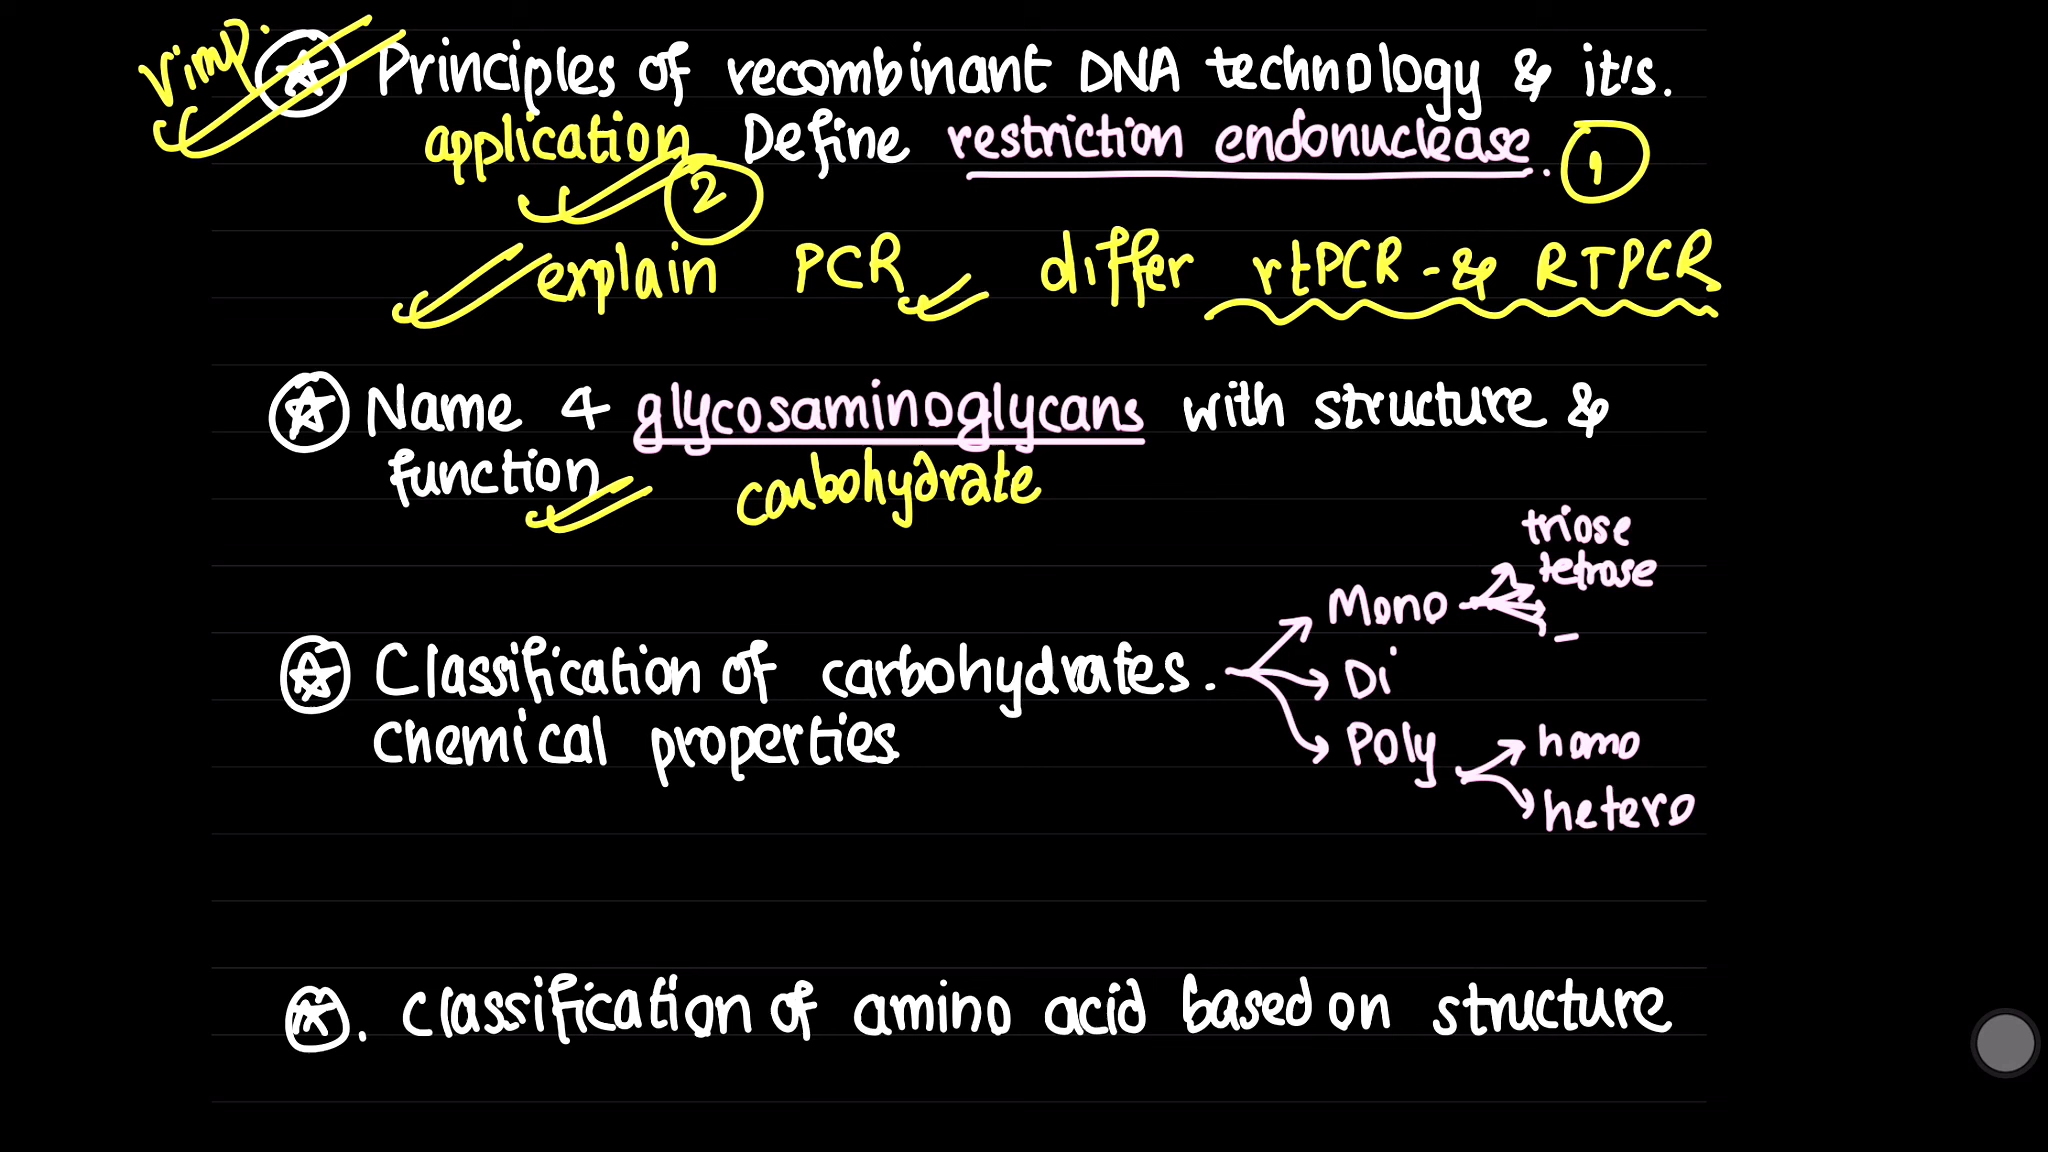 Vimp.
Principles of recombinant DNA technology & it's.
application Define restriction endonuclease. 1
2
explain PCR differ rtPCR - & RTPCR
Name 4 glycosaminoglycans with structure &
function carbohydrate
triose
tetrose
Mono
-
Classification of carbohydrates.
Di
Chemical properties
Poly
homo
hetero
. Classification of amino acid based on structure